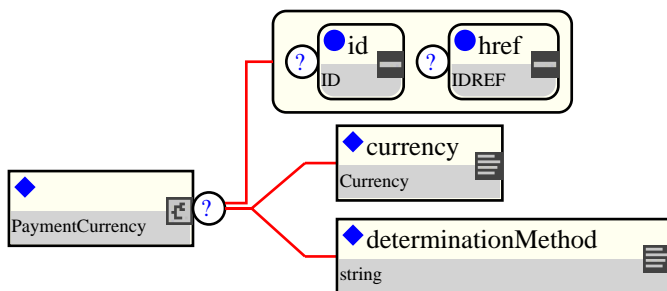 ? id ? href
ID IDREF
currency
Currency
?
PaymentCurrency
determinationMethod
string